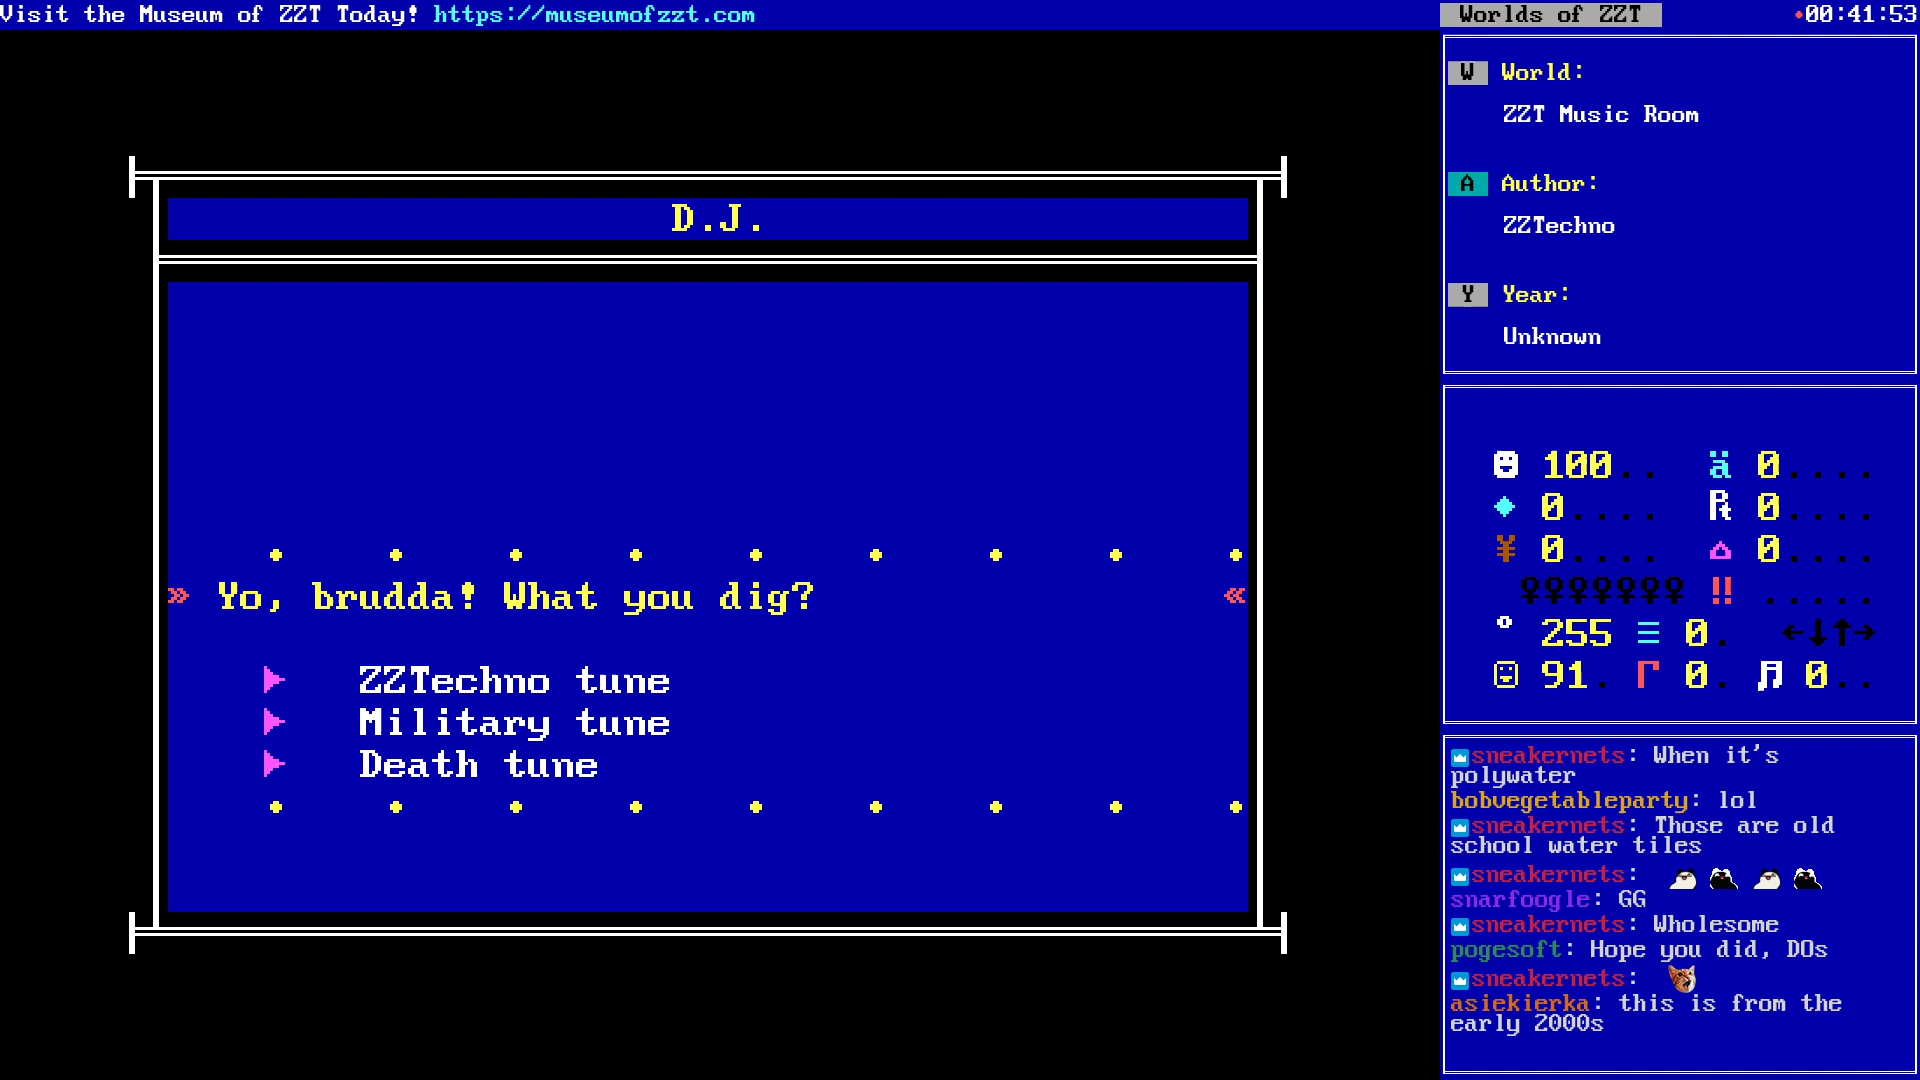 Visit the Museum of ZZT Today! https://museumofzzt.com
Worlds of ZZT
00:41:53
W World:
ZZT Music Room
A Author:
ZZTechno
Y Year:
Unknown
D.J.
» Yo, brudda! What you dig? «
ZZTechno tune
Military tune
Death tune
100.. ä 0....
0.... ℞ 0....
¥ 0.... 0....
♀♀♀♀♀♀♀ ‼ .....
° 255 ≡ 0. ←↓↑→
91. Γ 0. ♫ 0..
sneakernets: When it's
polywater
bobvegetableparty: lol
sneakernets: Those are old
school water tiles
sneakernets:
snarfoogle: GG
sneakernets: Wholesome
pogesoft: Hope you did, DOs
sneakernets:
asiekierka: this is from the
early 2000s